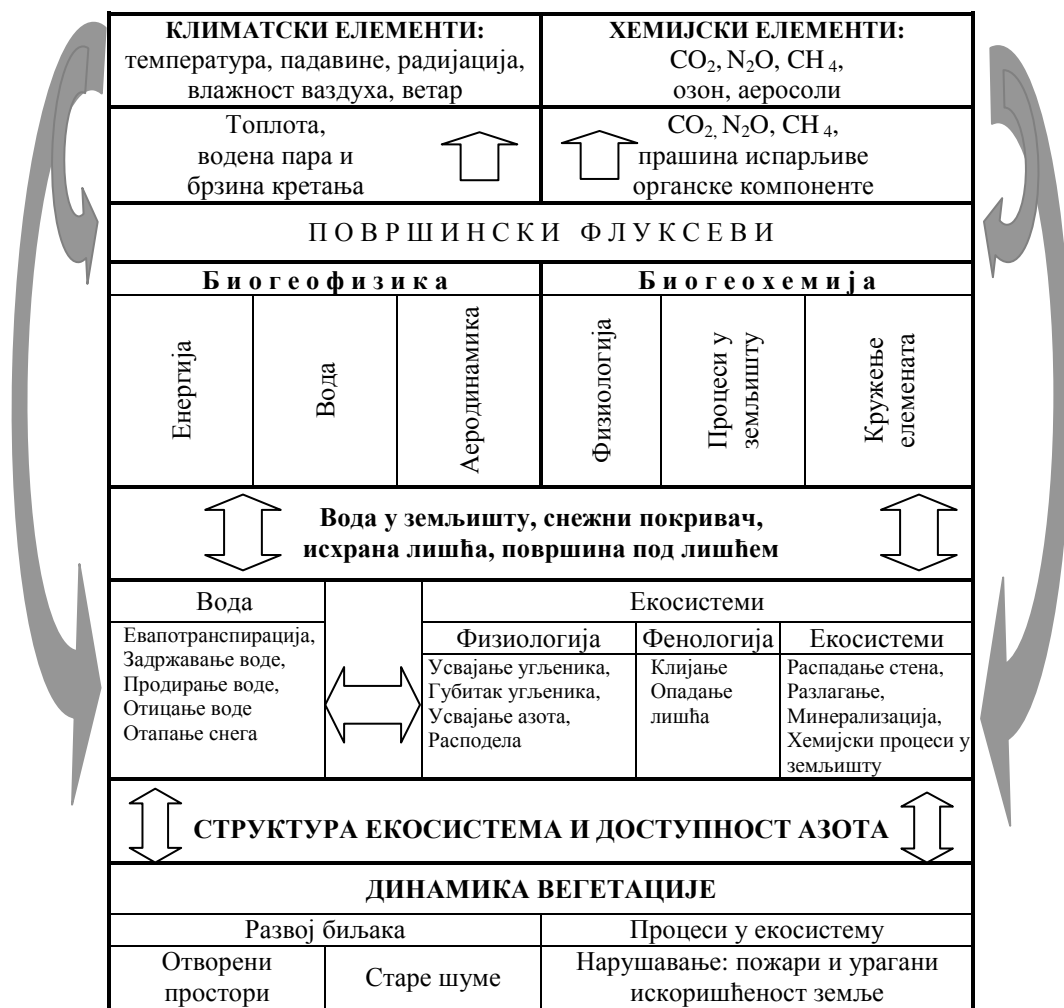 КЛИМАТСКИ ЕЛЕМЕНТИ:
температура, падавине, радијација,
влажност ваздуха, ветар
ХЕМИЈСКИ ЕЛЕМЕНТИ:
CO₂, N₂O, CH ₄,
озон, аеросоли
Топлота,
водена пара и
брзина кретања
CO₂, N₂O, CH ₄,
прашина испарљиве
органске компоненте
П О В Р Ш И Н С К И Ф Л У К С Е В И
Б и о г е о ф и з и к а
Б и о г е о х е м и ј а
Енергија
Вода
Аеродинамика
Физиологија
Процеси у
земљишту
Кружење
елемената
Вода у земљишту, снежни покривач,
исхрана лишћа, површина под лишћем
Вода
Евапотранспирација,
Задржавање воде,
Продирање воде,
Отицање воде
Отапање снега
Екосистеми
Физиологија
Усвајање угљеника,
Губитак угљеника,
Усвајање азота,
Расподела
Фенологија
Клијање
Опадање
лишћа
Екосистеми
Распадање стена,
Разлагање,
Минерализација,
Хемијски процеси у
земљишту
СТРУКТУРА ЕКОСИСТЕМА И ДОСТУПНОСТ АЗОТА
ДИНАМИКА ВЕГЕТАЦИЈЕ
Развој биљака
Процеси у екосистему
Отворени
простори
Старе шуме
Нарушавање: пожари и урагани
искоришћеност земље